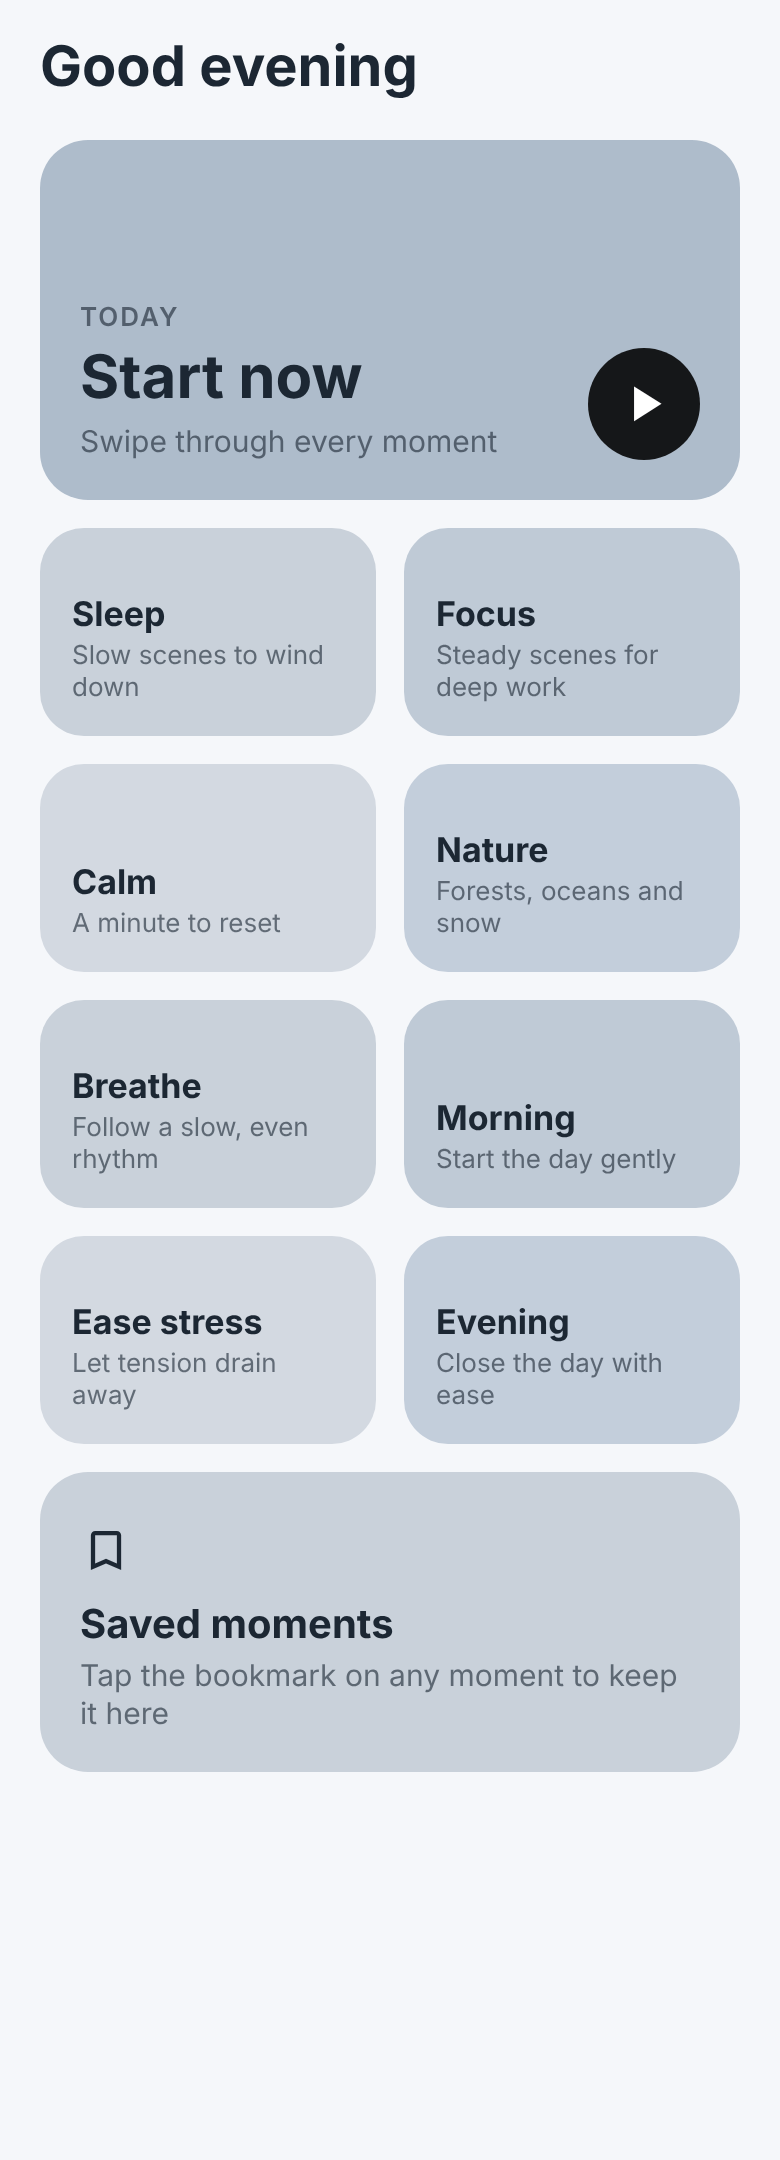 Good evening
TODAY
Start now
Swipe through every moment
Sleep
Slow scenes to wind
down
Focus
Steady scenes for
deep work
Calm
A minute to reset
Nature
Forests, oceans and
snow
Breathe
Follow a slow, even
rhythm
Morning
Start the day gently
Ease stress
Let tension drain
away
Evening
Close the day with
ease
Saved moments
Tap the bookmark on any moment to keep
it here